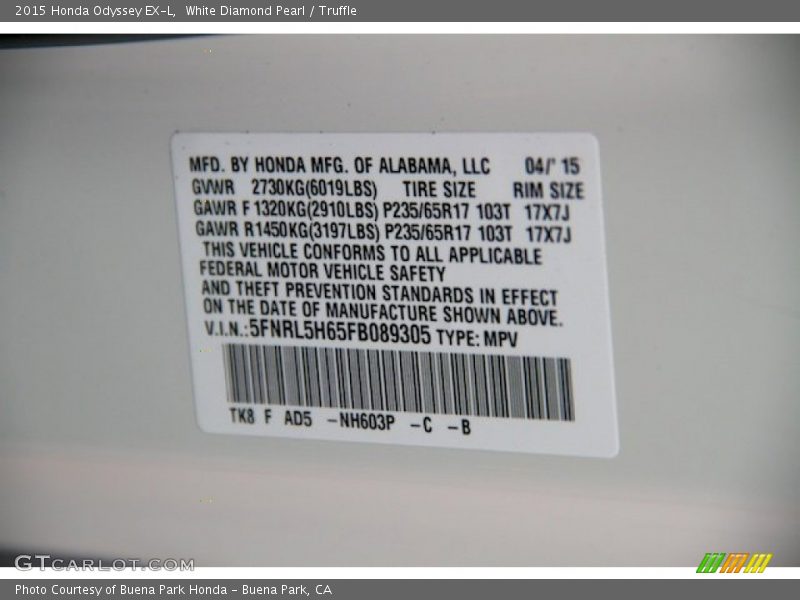 2015 Honda Odyssey EX-L, White Diamond Pearl / Truffle
MFD. BY HONDA MFG. OF ALABAMA, LLC 04/' 15
GVWR 2730KG(6019LBS) TIRE SIZE RIM SIZE
GAWR F 1320KG(2910LBS) P235/65R17 103T 17X7J
GAWR R1450KG(3197LBS) P235/65R17 103T 17X7J
THIS VEHICLE CONFORMS TO ALL APPLICABLE
FEDERAL MOTOR VEHICLE SAFETY
AND THEFT PREVENTION STANDARDS IN EFFECT
ON THE DATE OF MANUFACTURE SHOWN ABOVE.
V.I.N.:5FNRL5H65FB089305 TYPE: MPV
TK8 F AD5 -NH603P -C -B
GTCARLOT.COM
Photo Courtesy of Buena Park Honda - Buena Park, CA